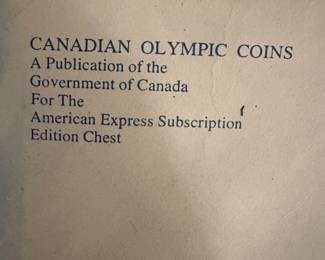 CANADIAN OLYMPIC COINS
A Publication of the
Government of Canada
For The
American Express Subscription
Edition Chest